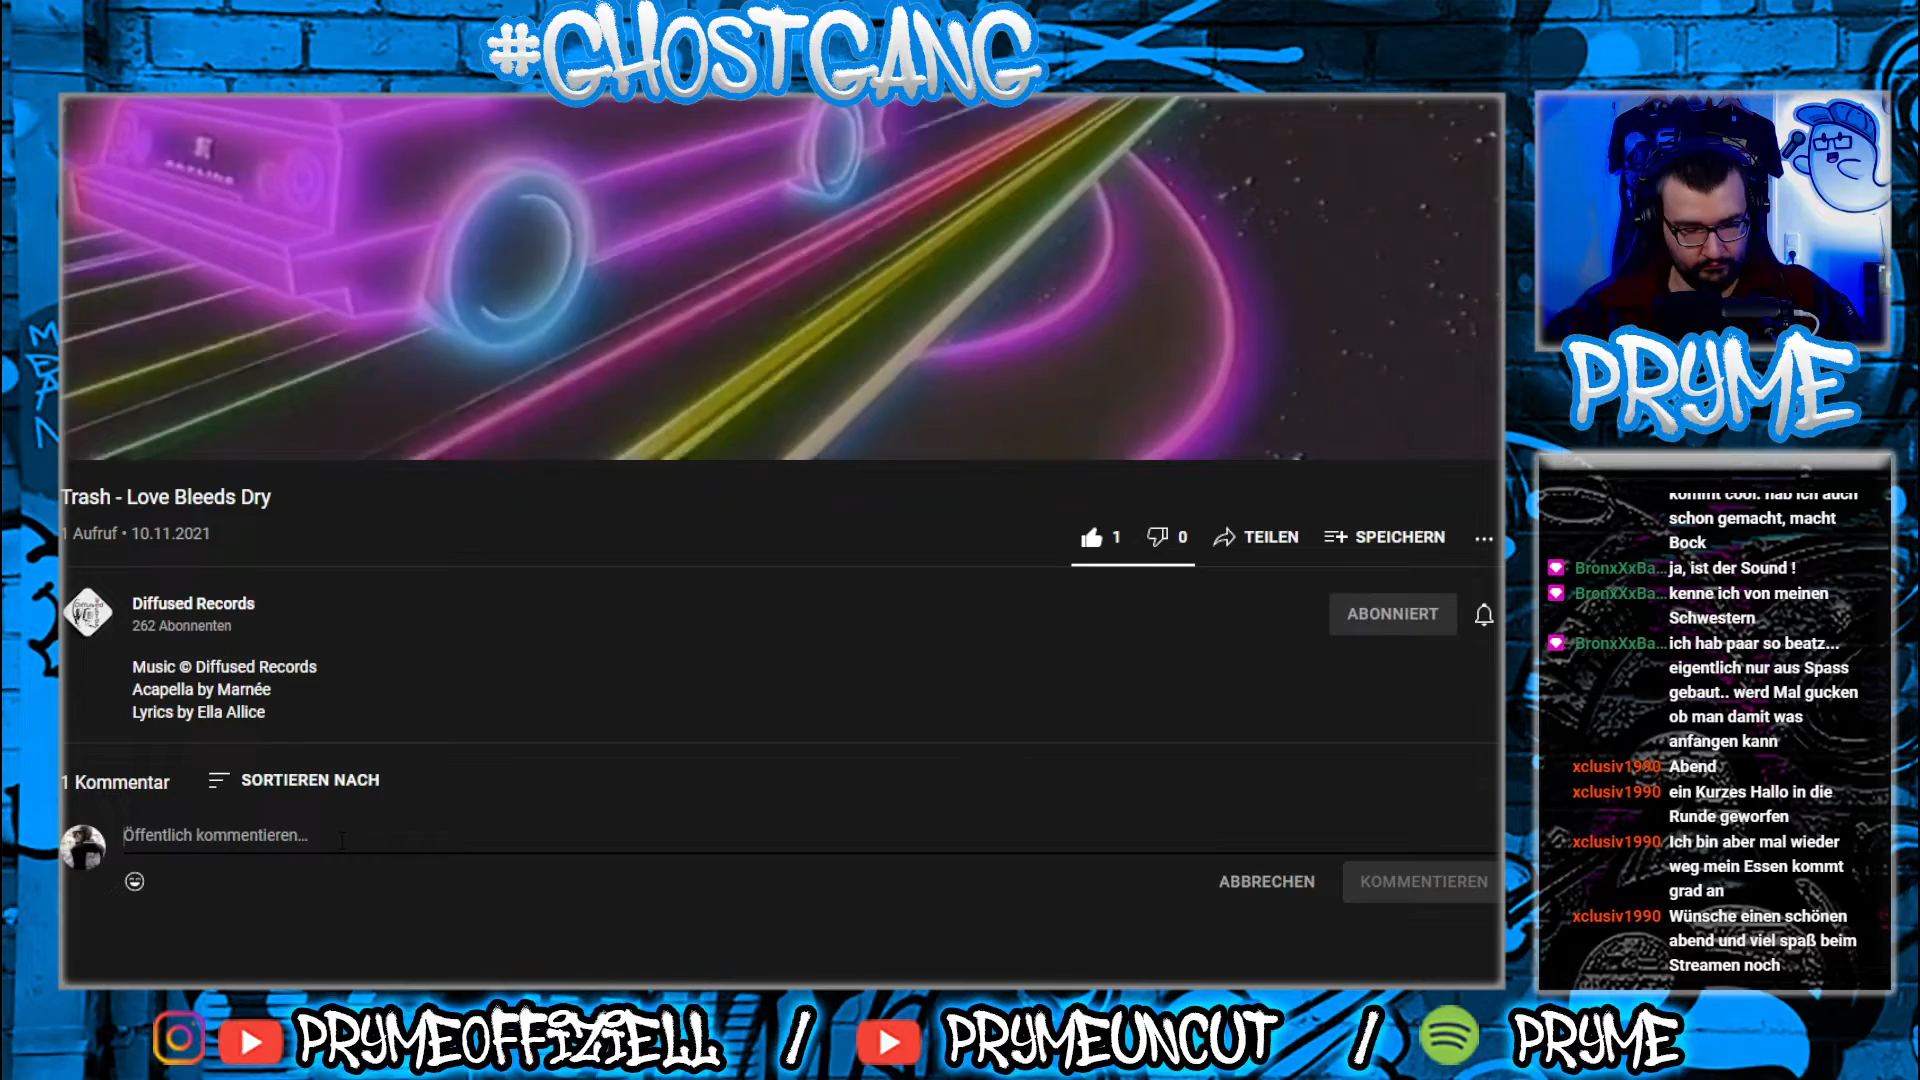 #GHOSTGANG
Trash - Love Bleeds Dry
1 Aufruf • 10.11.2021
1
0
TEILEN
SPEICHERN
Diffused Records
262 Abonnenten
ABONNIERT
Music © Diffused Records
Acapella by Marnée
Lyrics by Ella Allice
1 Kommentar
SORTIEREN NACH
Öffentlich kommentieren...
ABBRECHEN
KOMMENTIEREN
PRYME
kommt cool. hab ich auch
schon gemacht, macht
Bock
BronxXxBa... ja, ist der Sound !
BronxXxBa... kenne ich von meinen
Schwestern
BronxXxBa... ich hab paar so beatz...
eigentlich nur aus Spass
gebaut.. werd Mal gucken
ob man damit was
anfangen kann
xclusiv1990 Abend
xclusiv1990 ein Kurzes Hallo in die
Runde geworfen
xclusiv1990 Ich bin aber mal wieder
weg mein Essen kommt
grad an
xclusiv1990 Wünsche einen schönen
abend und viel spaß beim
Streamen noch
PRYMEOFFIZIELL / PRYMEUNCUT / PRYME